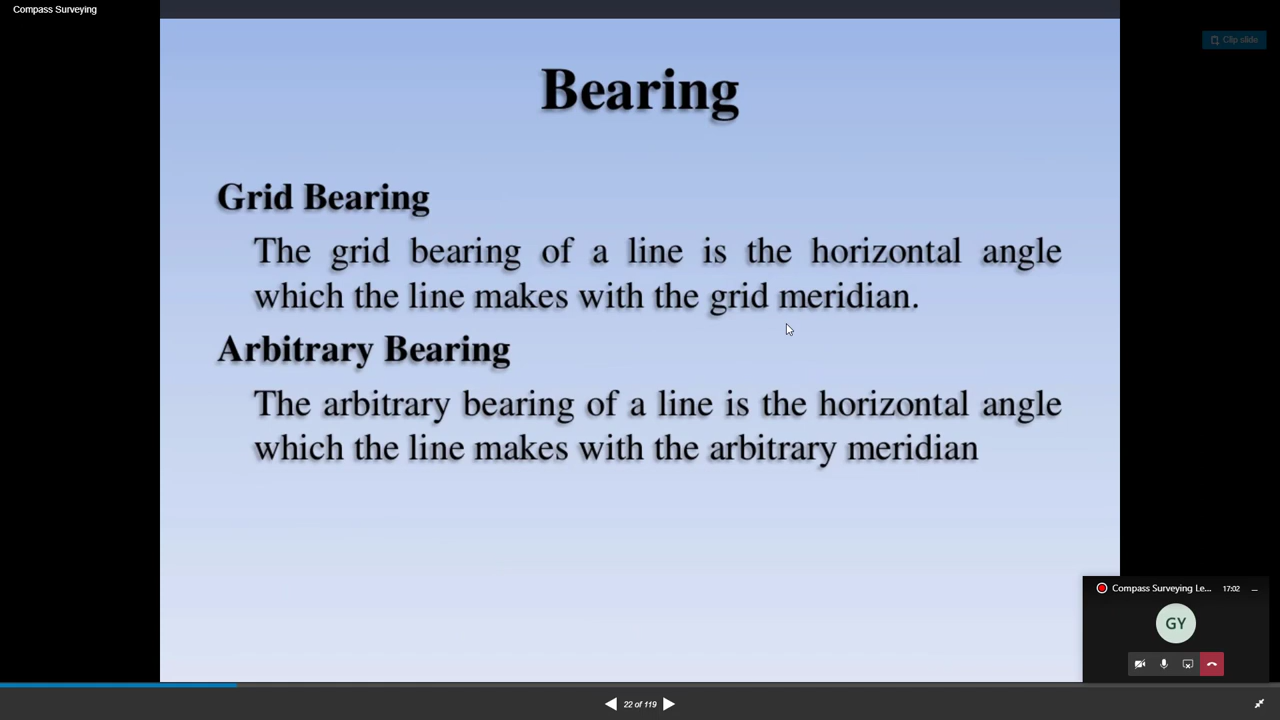 Compass Surveying
Clip slide
Bearing
Grid Bearing
The grid bearing of a line is the horizontal angle
which the line makes with the grid meridian.
Arbitrary Bearing
The arbitrary bearing of a line is the horizontal angle
which the line makes with the arbitrary meridian
Compass Surveying Le... 17:02
GY
22 of 119